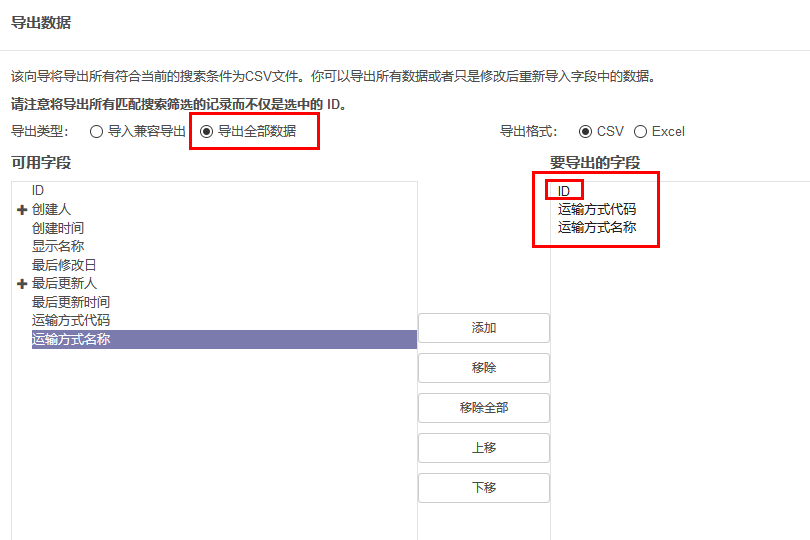 导出数据
该向导将导出所有符合当前的搜索条件为CSV文件。你可以导出所有数据或者只是修改后重新导入字段中的数据。
请注意将导出所有匹配搜索筛选的记录而不仅是选中的 ID。
导出类型： 导入兼容导出 导出全部数据 导出格式： CSV Excel
可用字段 要导出的字段
ID
创建人
创建时间
显示名称
最后修改日
最后更新人
最后更新时间
运输方式代码
运输方式名称
添加
移除
移除全部
上移
下移
ID
运输方式代码
运输方式名称